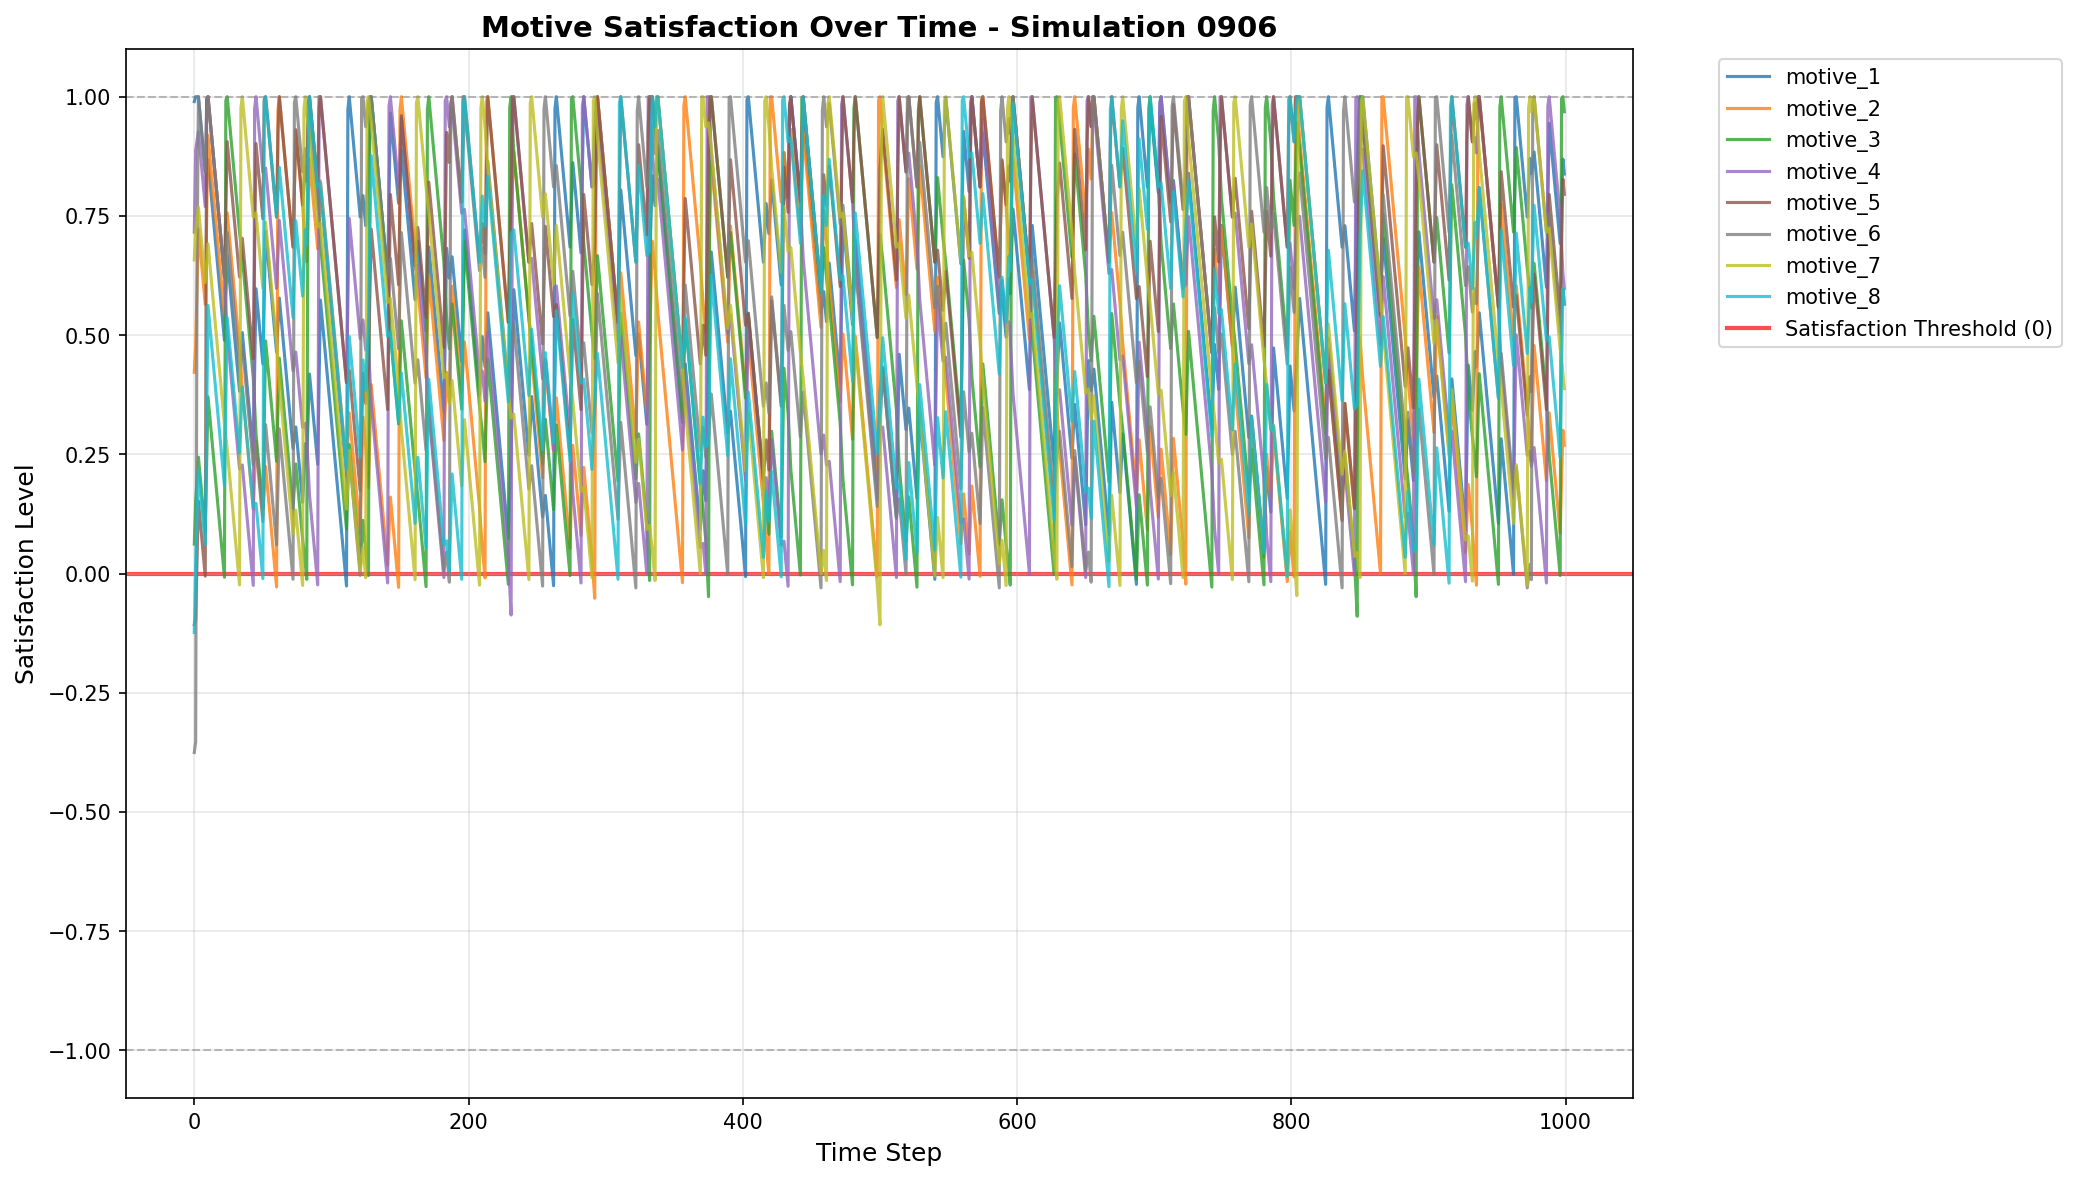 Motive Satisfaction Over Time - Simulation 0906
Satisfaction Level
1.00
0.75
0.50
0.25
0.00
−0.25
−0.50
−0.75
−1.00
0
200
400
600
800
1000
Time Step
motive_1
motive_2
motive_3
motive_4
motive_5
motive_6
motive_7
motive_8
Satisfaction Threshold (0)